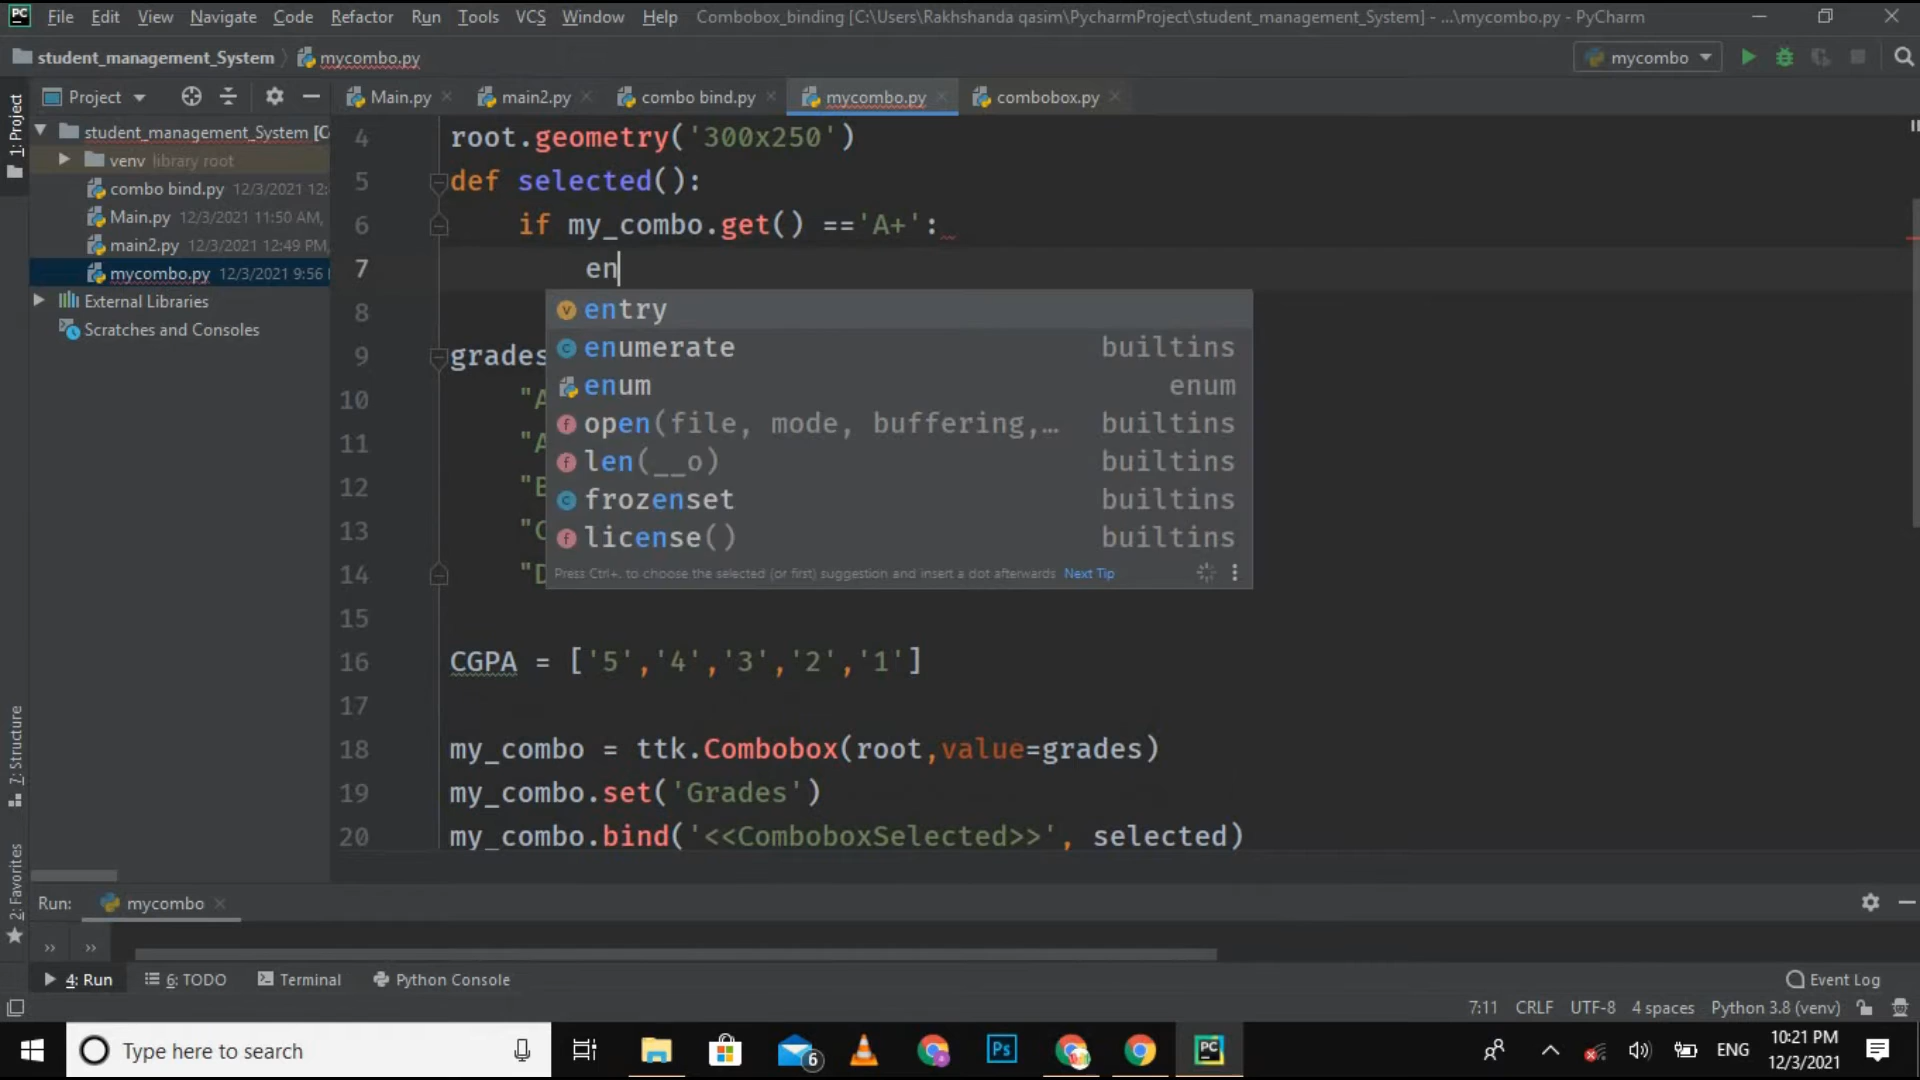 PC File Edit View Navigate Code Refactor Run Tools VCS Window Help Combobox_binding [C:\Users\Rakhshanda qasim\PycharmProject\student_management_System] - ...\mycombo.py - PyCharm
student_management_System mycombo.py mycombo
Project Main.py main2.py combo bind.py mycombo.py combobox.py
1: Project
student_management_System [C
venv library root
combo bind.py 12/3/2021 12:
Main.py 12/3/2021 11:50 AM,
main2.py 12/3/2021 12:49 PM,
mycombo.py 12/3/2021 9:56
External Libraries
Scratches and Consoles
4 root.geometry('300x250')
5 def selected():
6 if my_combo.get() =='A+':
7 en
8
9 grades
10 "A
11 "A
12 "B
13 "C
14 "D
15
16 CGPA = ['5','4','3','2','1']
17
18 my_combo = ttk.Combobox(root,value=grades)
19 my_combo.set('Grades')
20 my_combo.bind('<<ComboboxSelected>>', selected)
v entry
c enumerate builtins
enum enum
f open(file, mode, buffering,… builtins
f len(__o) builtins
c frozenset builtins
f license() builtins
Press Ctrl+. to choose the selected (or first) suggestion and insert a dot afterwards Next Tip
7: Structure
2: Favorites
Run: mycombo
» »
4: Run 6: TODO Terminal Python Console Event Log
7:11 CRLF UTF-8 4 spaces Python 3.8 (venv)
Type here to search 6 Ps PC ENG 10:21 PM
12/3/2021